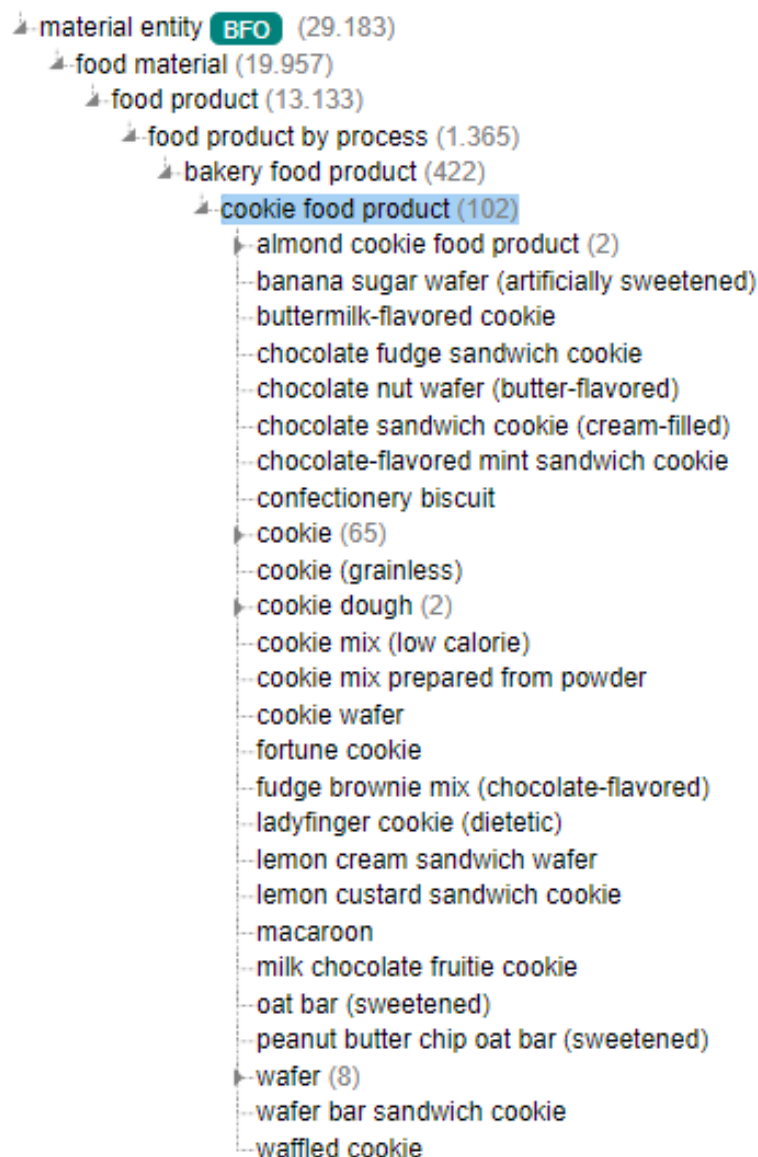 material entity BFO (29.183)
food material (19.957)
food product (13.133)
food product by process (1.365)
bakery food product (422)
cookie food product (102)
almond cookie food product (2)
banana sugar wafer (artificially sweetened)
buttermilk-flavored cookie
chocolate fudge sandwich cookie
chocolate nut wafer (butter-flavored)
chocolate sandwich cookie (cream-filled)
chocolate-flavored mint sandwich cookie
confectionery biscuit
cookie (65)
cookie (grainless)
cookie dough (2)
cookie mix (low calorie)
cookie mix prepared from powder
cookie wafer
fortune cookie
fudge brownie mix (chocolate-flavored)
ladyfinger cookie (dietetic)
lemon cream sandwich wafer
lemon custard sandwich cookie
macaroon
milk chocolate fruitie cookie
oat bar (sweetened)
peanut butter chip oat bar (sweetened)
wafer (8)
wafer bar sandwich cookie
waffled cookie